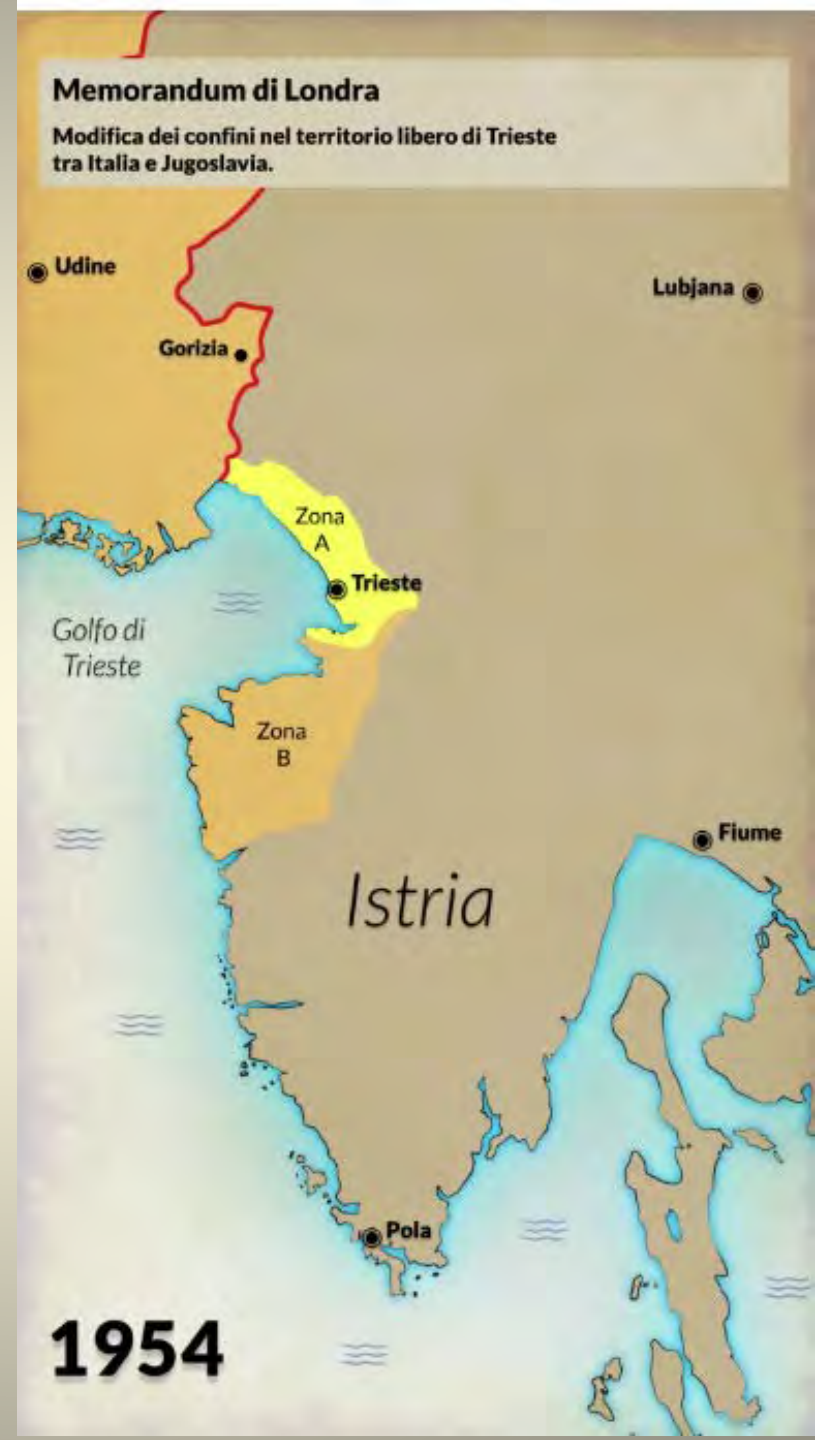 Memorandum di Londra
Modifica dei confini nel territorio libero di Trieste
tra Italia e Jugoslavia.
Udine
Lubjana
Gorizia
Zona
A
Trieste
Golfo di
Trieste
Zona
B
Fiume
Istria
Pola
1954